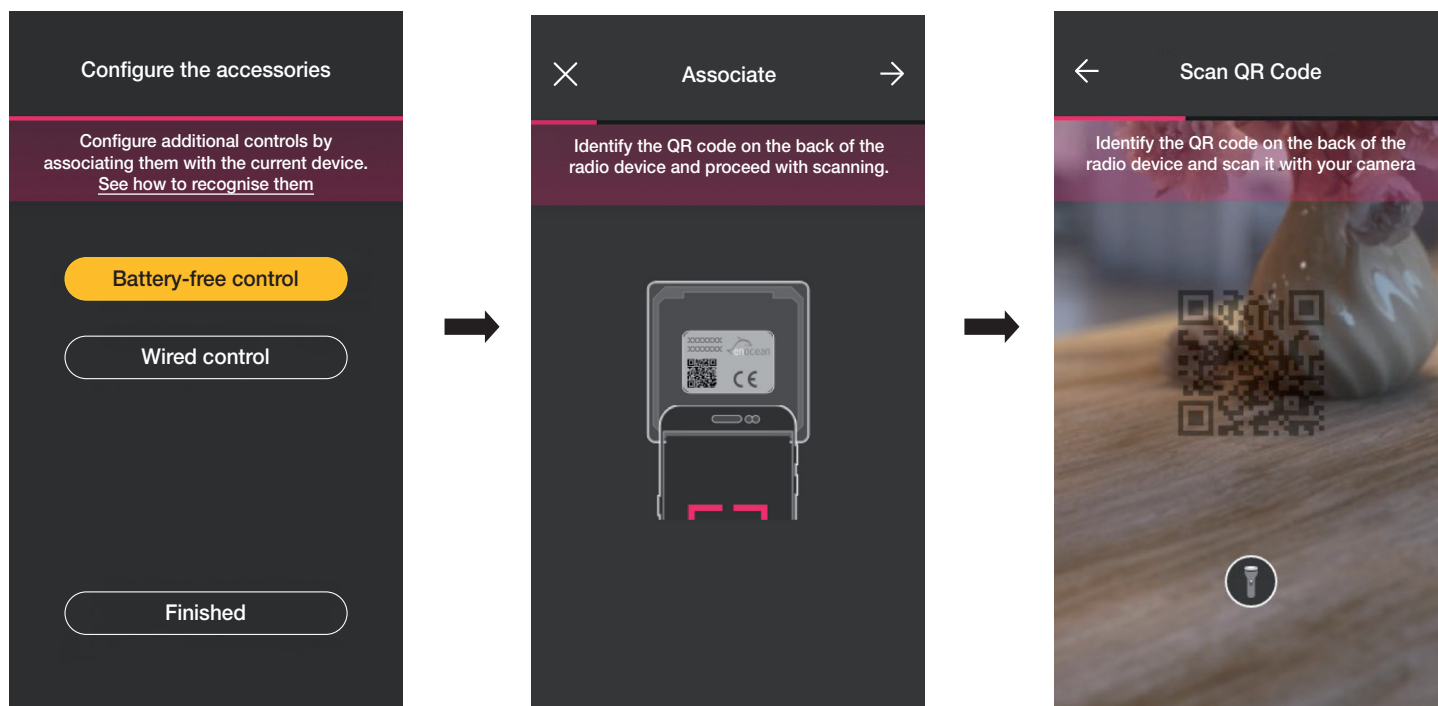 Configure the accessories
Configure additional controls by
associating them with the current device.
See how to recognise them
Battery-free control
Wired control
Finished
Associate
Identify the QR code on the back of the
radio device and proceed with scanning.
XXXXXXX
XXXXXXX
enocean
CE
Scan QR Code
Identify the QR code on the back of the
radio device and scan it with your camera